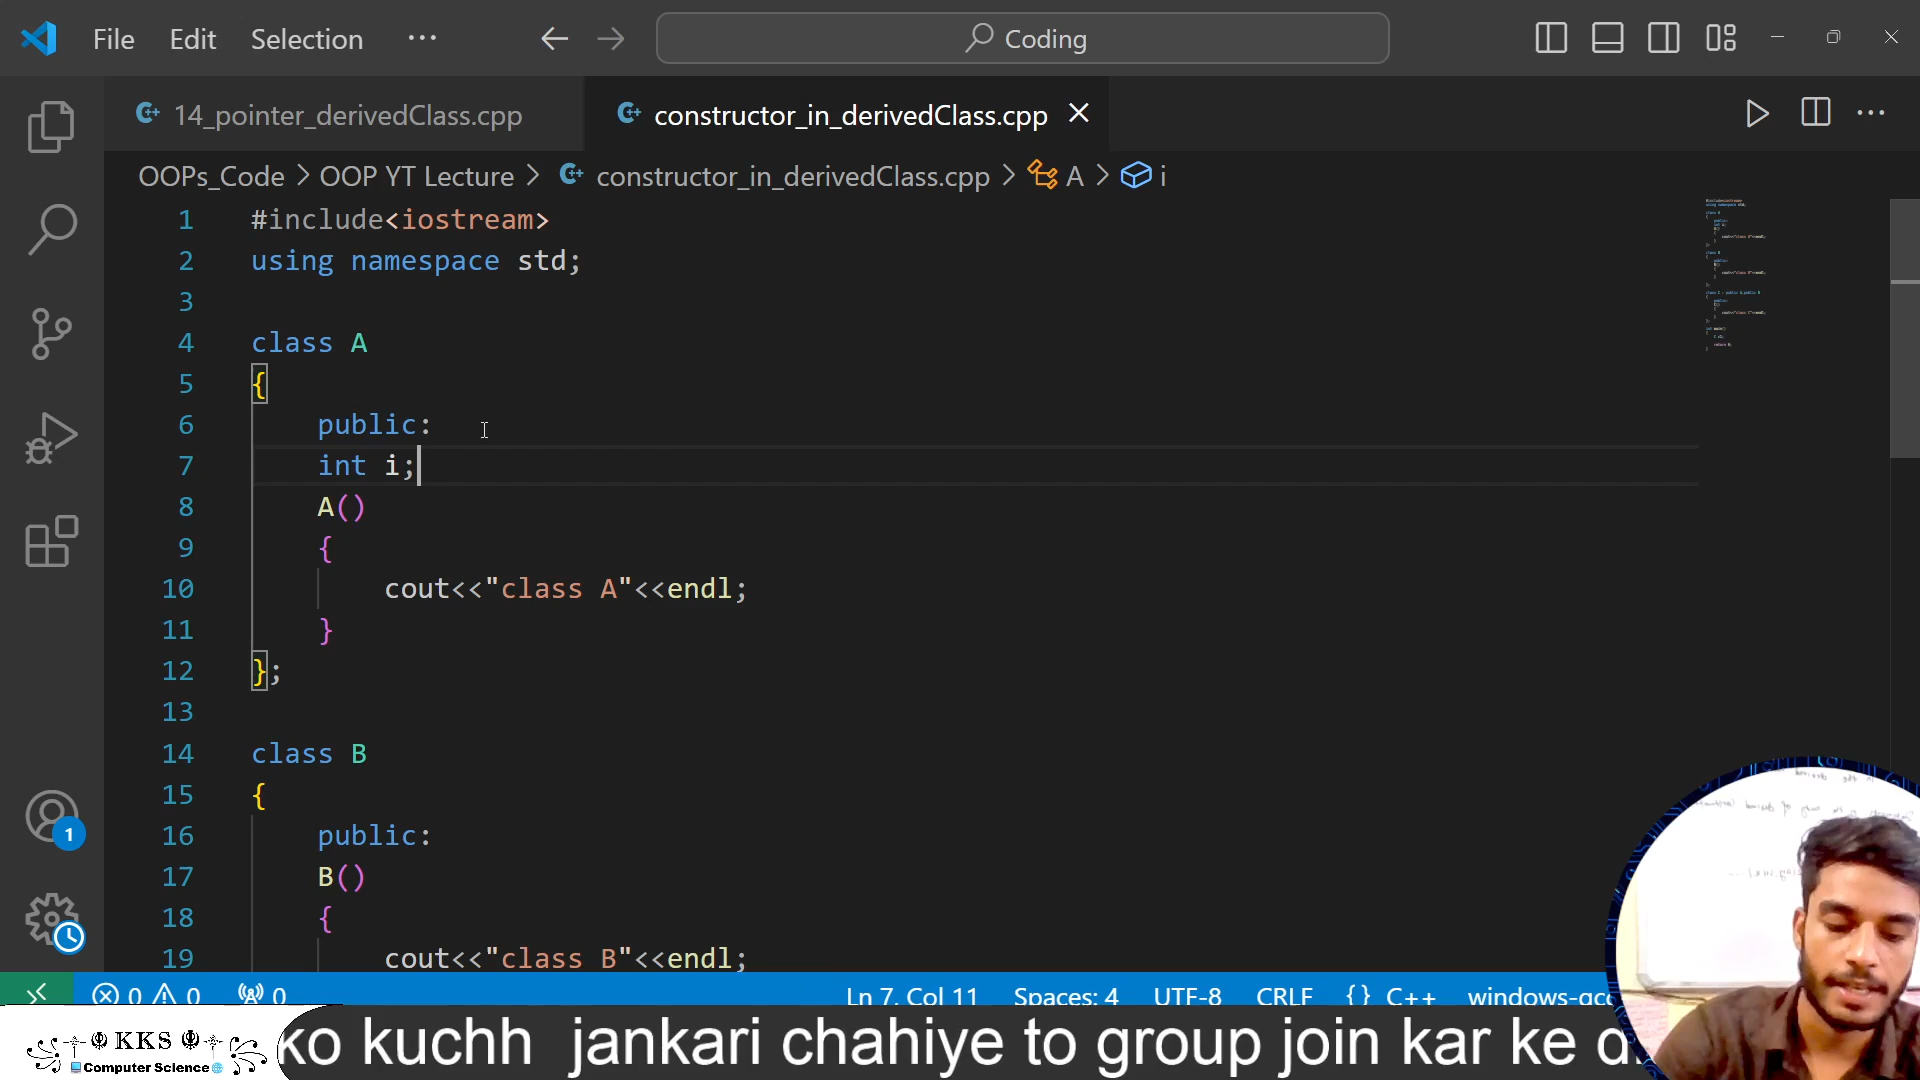 File Edit Selection ··· Coding
14_pointer_derivedClass.cpp constructor_in_derivedClass.cpp
OOPs_Code > OOP YT Lecture > constructor_in_derivedClass.cpp > A > i
1 #include<iostream>
2 using namespace std;
3
4 class A
5 {
6 public:
7 int i;
8 A()
9 {
10 cout<<"class A"<<endl;
11 }
12 };
13
14 class B
15 {
16 public:
17 B()
18 {
19 cout<<"class B"<<endl;
1
0 0 0 Ln 7, Col 11 Spaces: 4 UTF-8 CRLF {} C++
KKS
Computer Science
ko kuchh jankari chahiye to group join kar ke